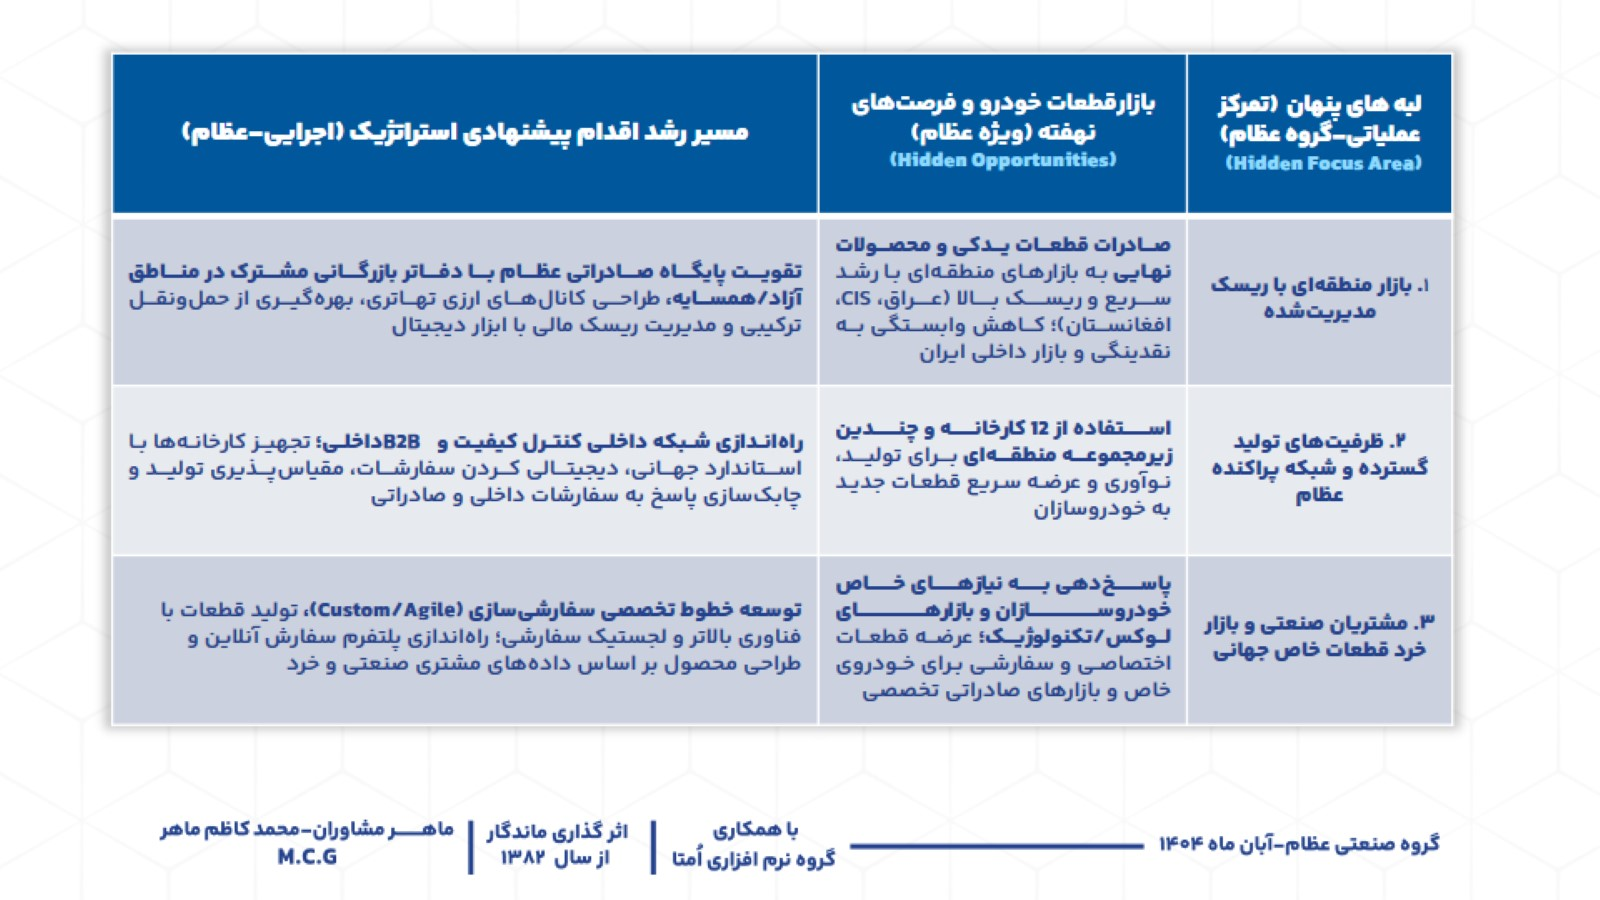 لبه های پنهان (تمرکز
عملیاتی-گروه عظام)
(Hidden Focus Area)
بازارقطعات خودرو و فرصت‌های
نهفته (ویژه عظام)
(Hidden Opportunities)
مسیر رشد اقدام پیشنهادی استراتژیک (اجرایی-عظام)
۱. بازار منطقه‌ای با ریسک
مدیریت‌شده
صادرات قطعات یدکی و محصولات
نهایی به بازارهای منطقه‌ای با رشد
سریع و ریسک بالا (عراق، CIS،
افغانستان)؛ کاهش وابستگی به
نقدینگی و بازار داخلی ایران
تقویت پایگاه صادراتی عظام با دفاتر بازرگانی مشترک در مناطق
آزاد/همسایه، طراحی کانال‌های ارزی تهاتری، بهره‌گیری از حمل‌ونقل
ترکیبی و مدیریت ریسک مالی با ابزار دیجیتال
۲. ظرفیت‌های تولید
گسترده و شبکه پراکنده
عظام
استفاده از 12 کارخانه و چندین
زیرمجموعه منطقه‌ای برای تولید،
نوآوری و عرضه سریع قطعات جدید
به خودروسازان
راه‌اندازی شبکه داخلی کنترل کیفیت و B2Bداخلی؛ تجهیز کارخانه‌ها با
استاندارد جهانی، دیجیتالی کردن سفارشات، مقیاس‌پذیری تولید و
چابک‌سازی پاسخ به سفارشات داخلی و صادراتی
۳. مشتریان صنعتی و بازار
خرد قطعات خاص جهانی
پاسخ‌دهی به نیازهای خاص
خودروسازان و بازارهای
لوکس/تکنولوژیک؛ عرضه قطعات
اختصاصی و سفارشی برای خودروی
خاص و بازارهای صادراتی تخصصی
توسعه خطوط تخصصی سفارشی‌سازی (Custom/Agile)، تولید قطعات با
فناوری بالاتر و لجستیک سفارشی؛ راه‌اندازی پلتفرم سفارش آنلاین و
طراحی محصول بر اساس داده‌های مشتری صنعتی و خرد
گروه صنعتی عظام-آبان ماه ۱۴۰۴
با همکاری
گروه نرم افزاری اُمتا
اثر گذاری ماندگار
از سال ۱۳۸۲
ماهر مشاوران-محمد کاظم ماهر
M.C.G